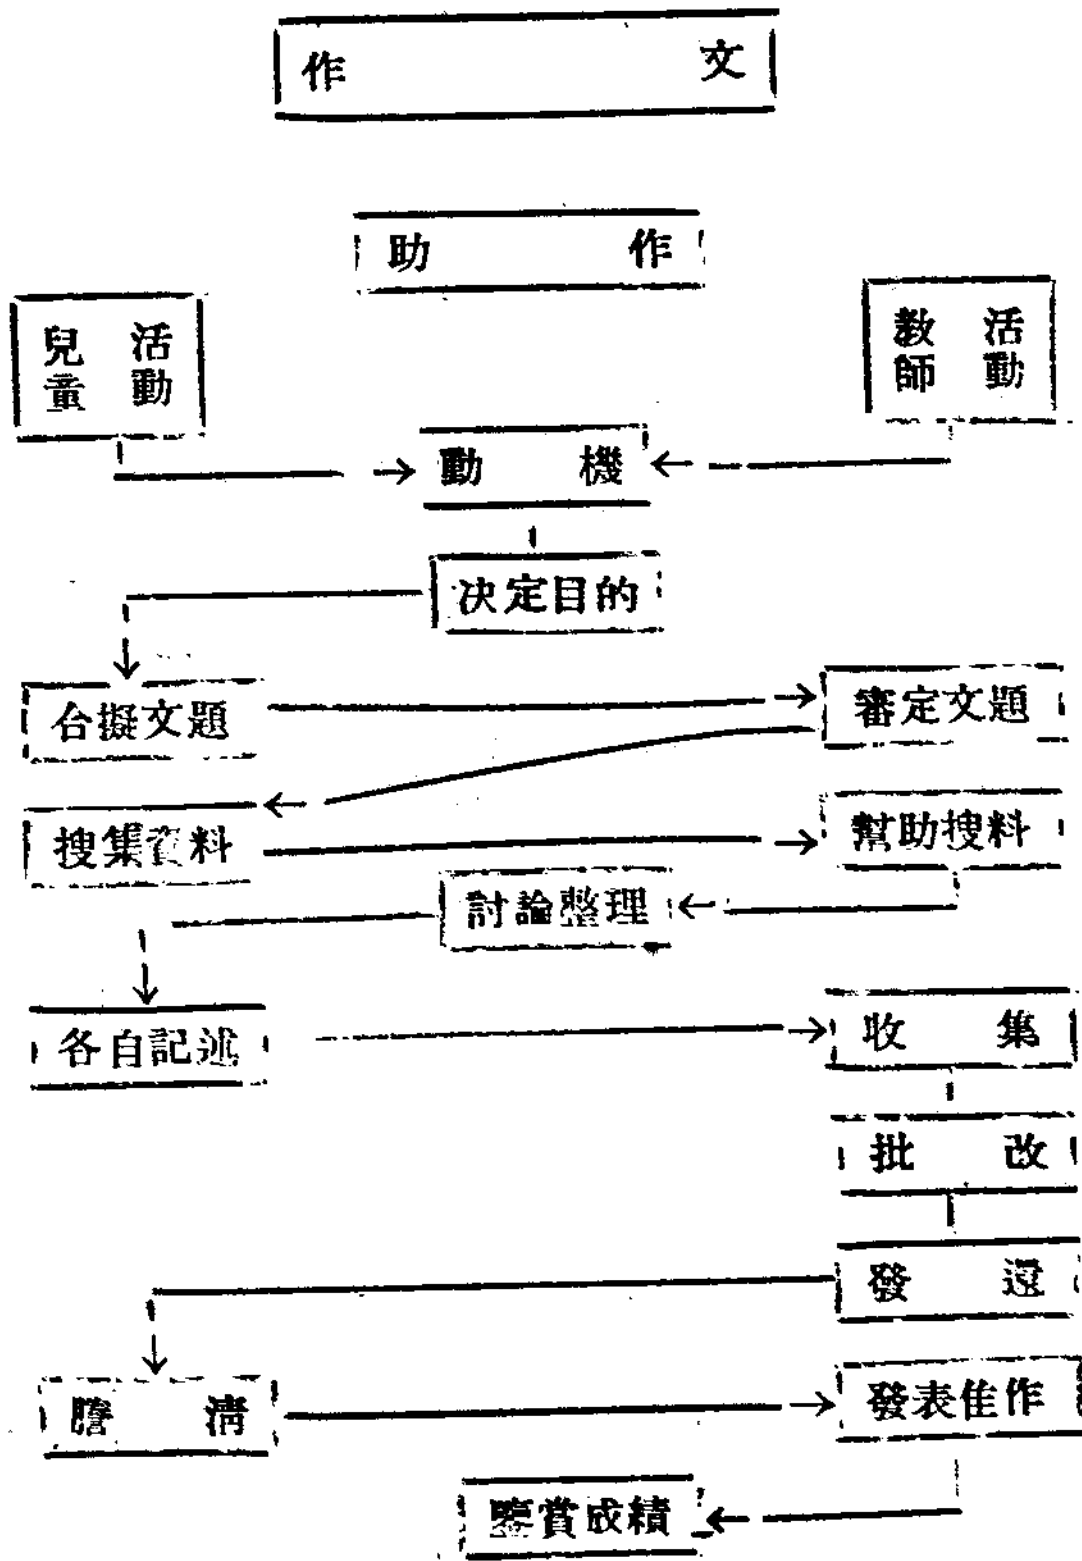 作文
助作
兒童活動
教師活動
動機
決定目的
合擬文題
審定文題
搜集資料
幫助搜料
討論整理
各自記述
收集
批改
發還
謄清
發表佳作
鑒賞成績